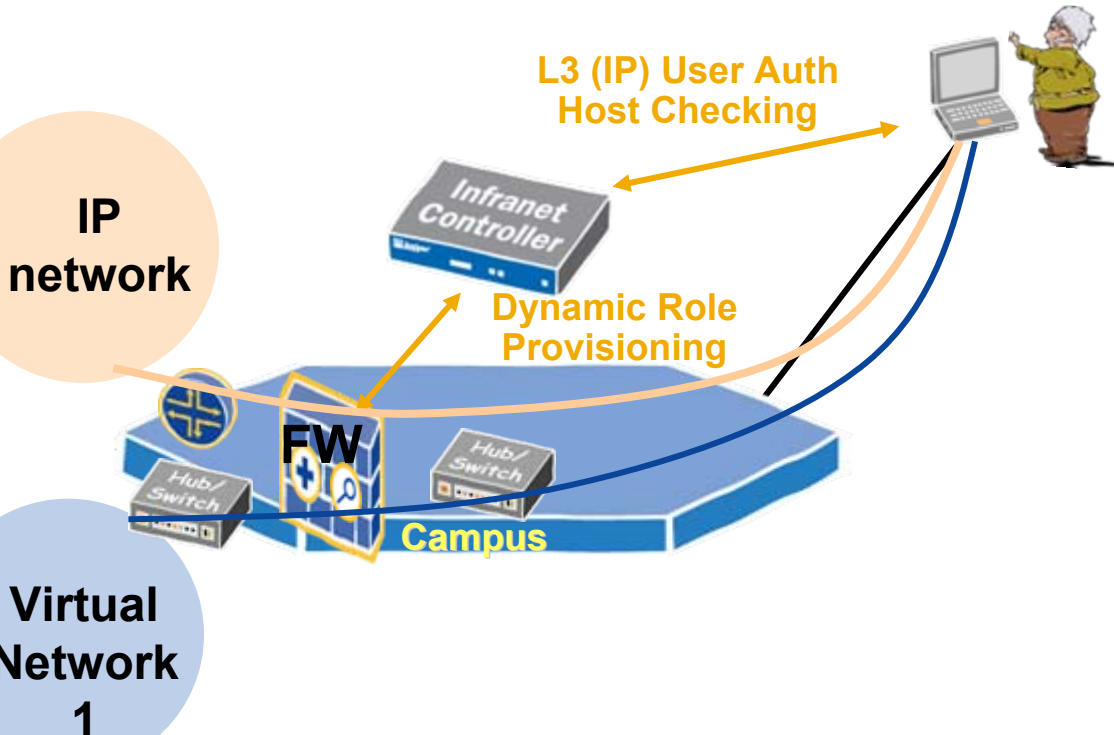 L3 (IP) User Auth
Host Checking
IP
network
Infranet
Controller
Dynamic Role
Provisioning
FW
Hub/
Switch
Hub/
Switch
Campus
Virtual
Network
1